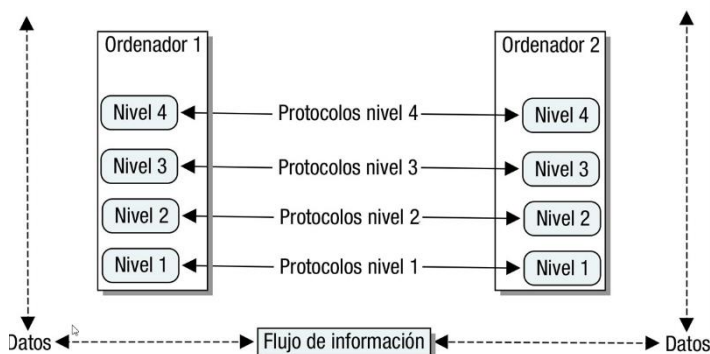 Ordenador 1
Ordenador 2
Nivel 4
Protocolos nivel 4
Nivel 4
Nivel 3
Protocolos nivel 3
Nivel 3
Nivel 2
Protocolos nivel 2
Nivel 2
Nivel 1
Protocolos nivel 1
Nivel 1
Datos
Flujo de información
Datos